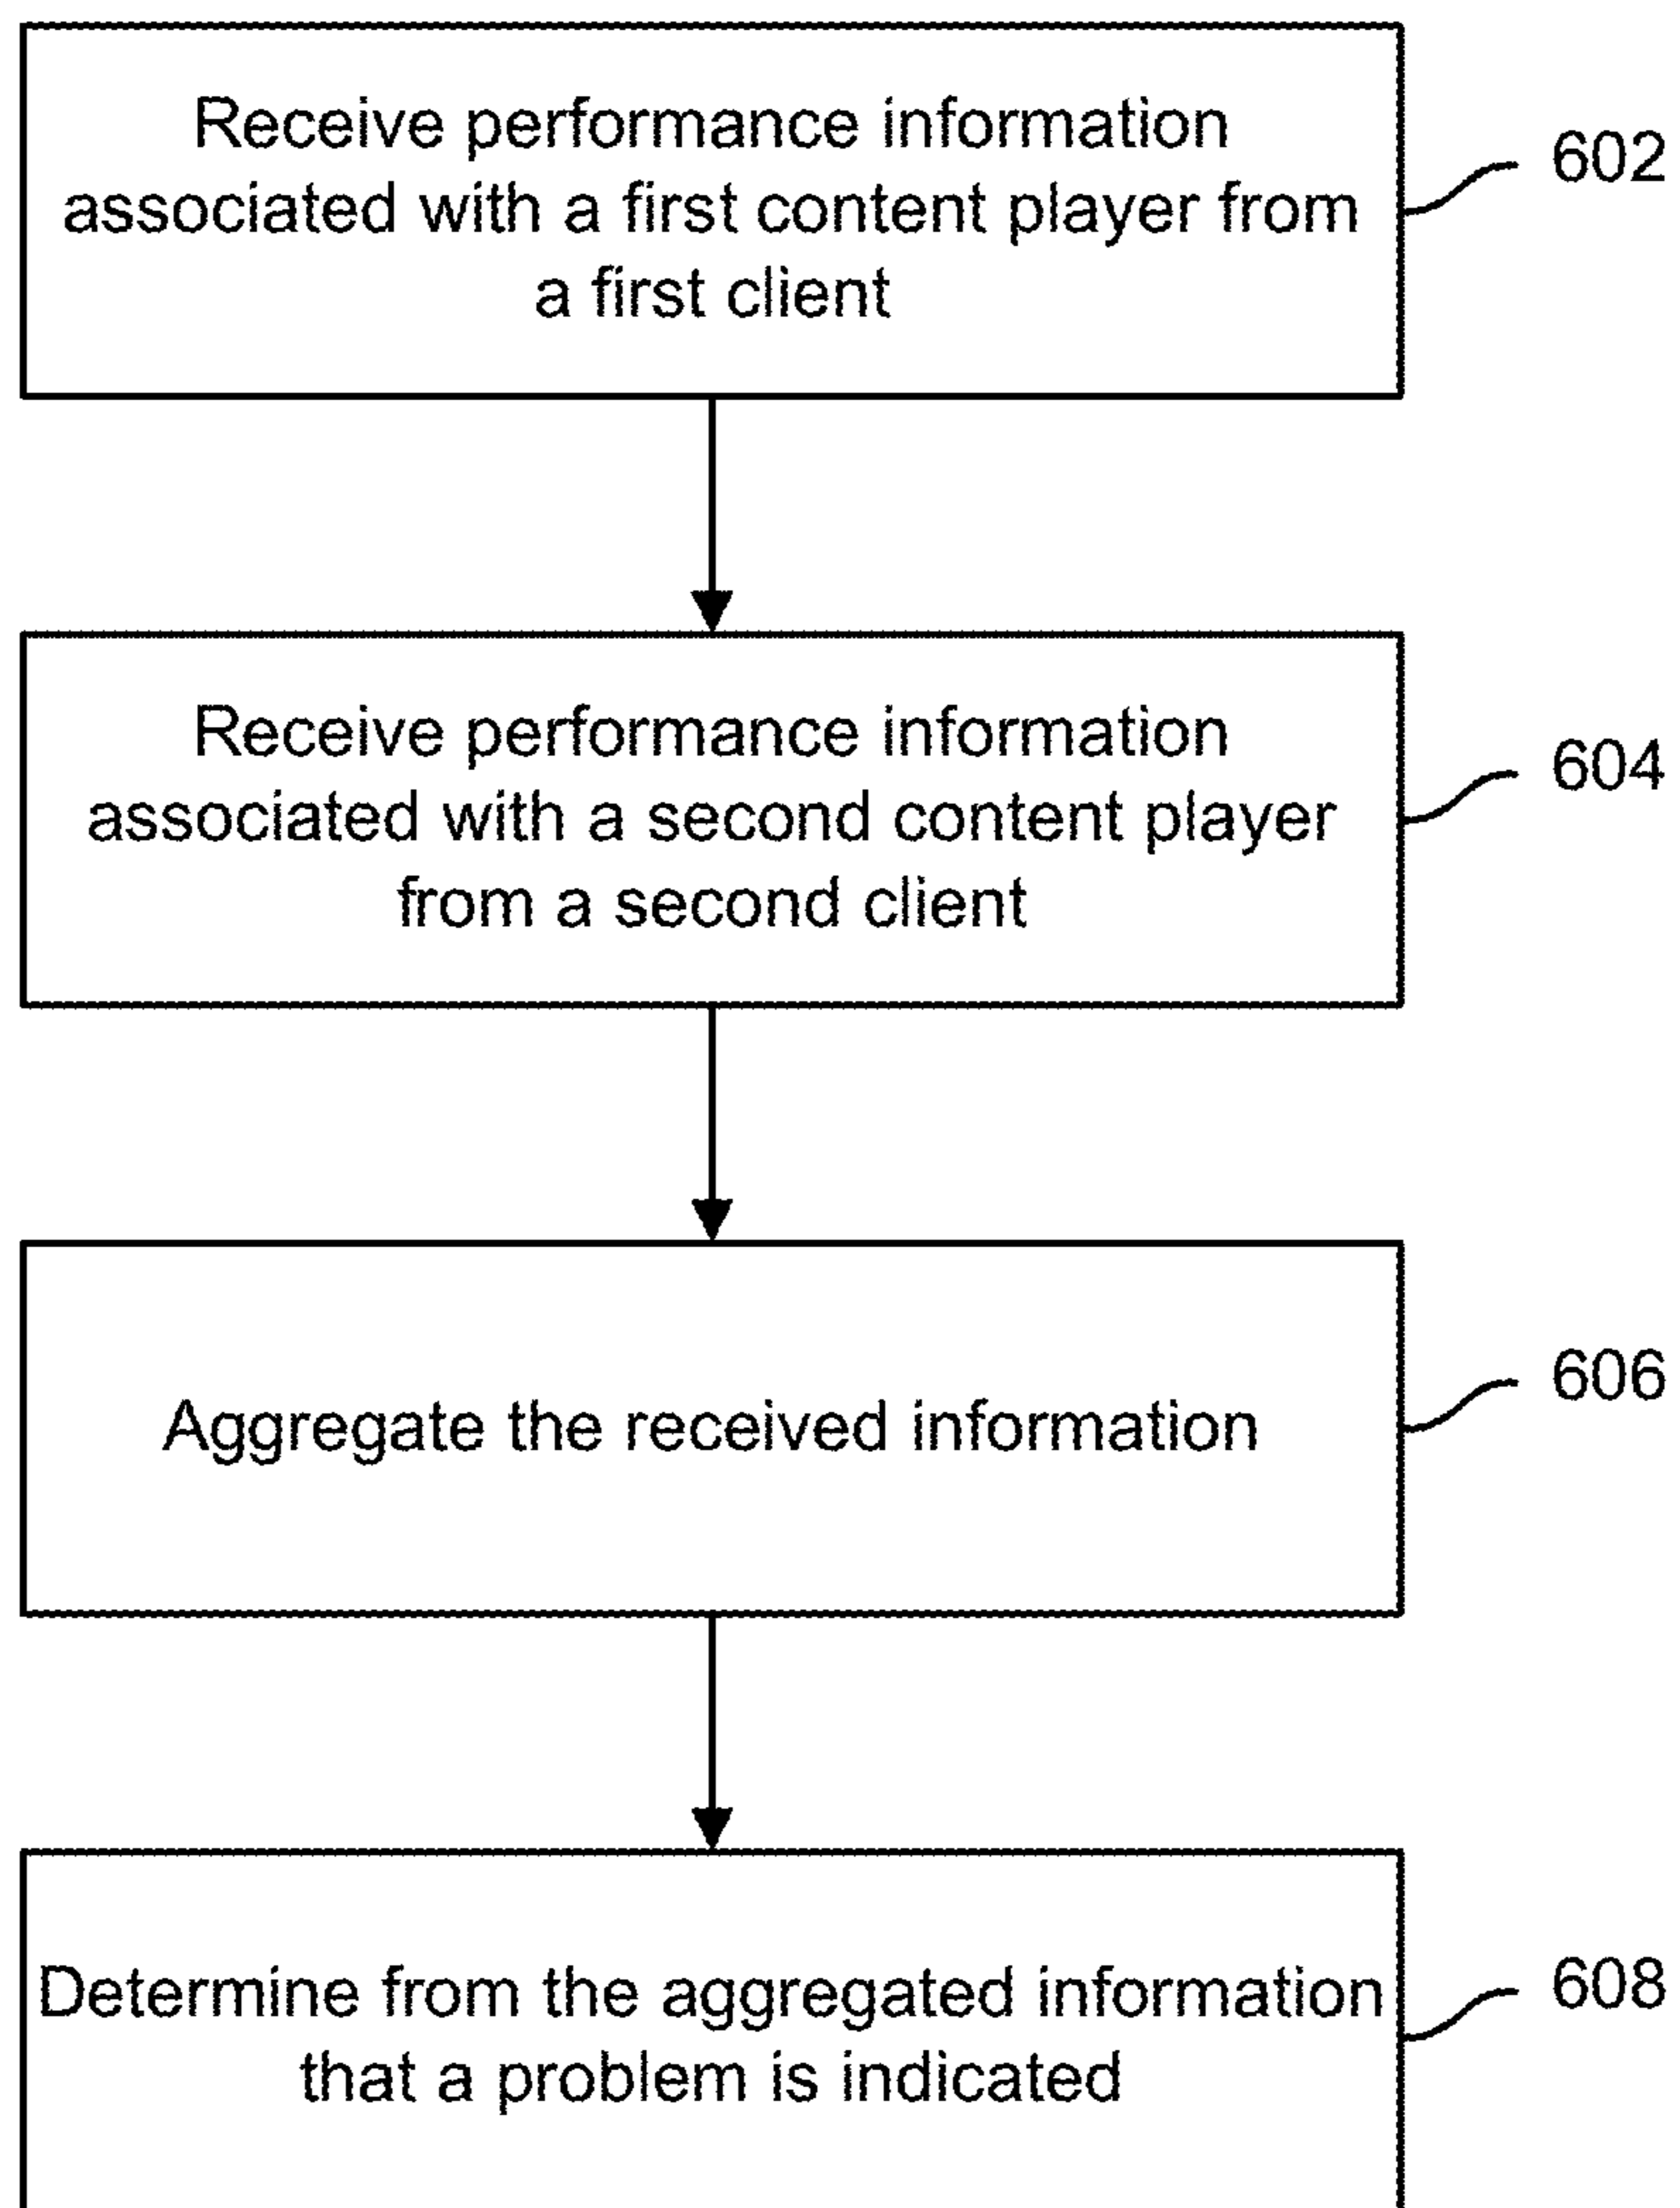 Receive performance information
associated with a first content player from
a first client
602
Receive performance information
associated with a second content player
from a second client
604
Aggregate the received information
606
Determine from the aggregated information
that a problem is indicated
608